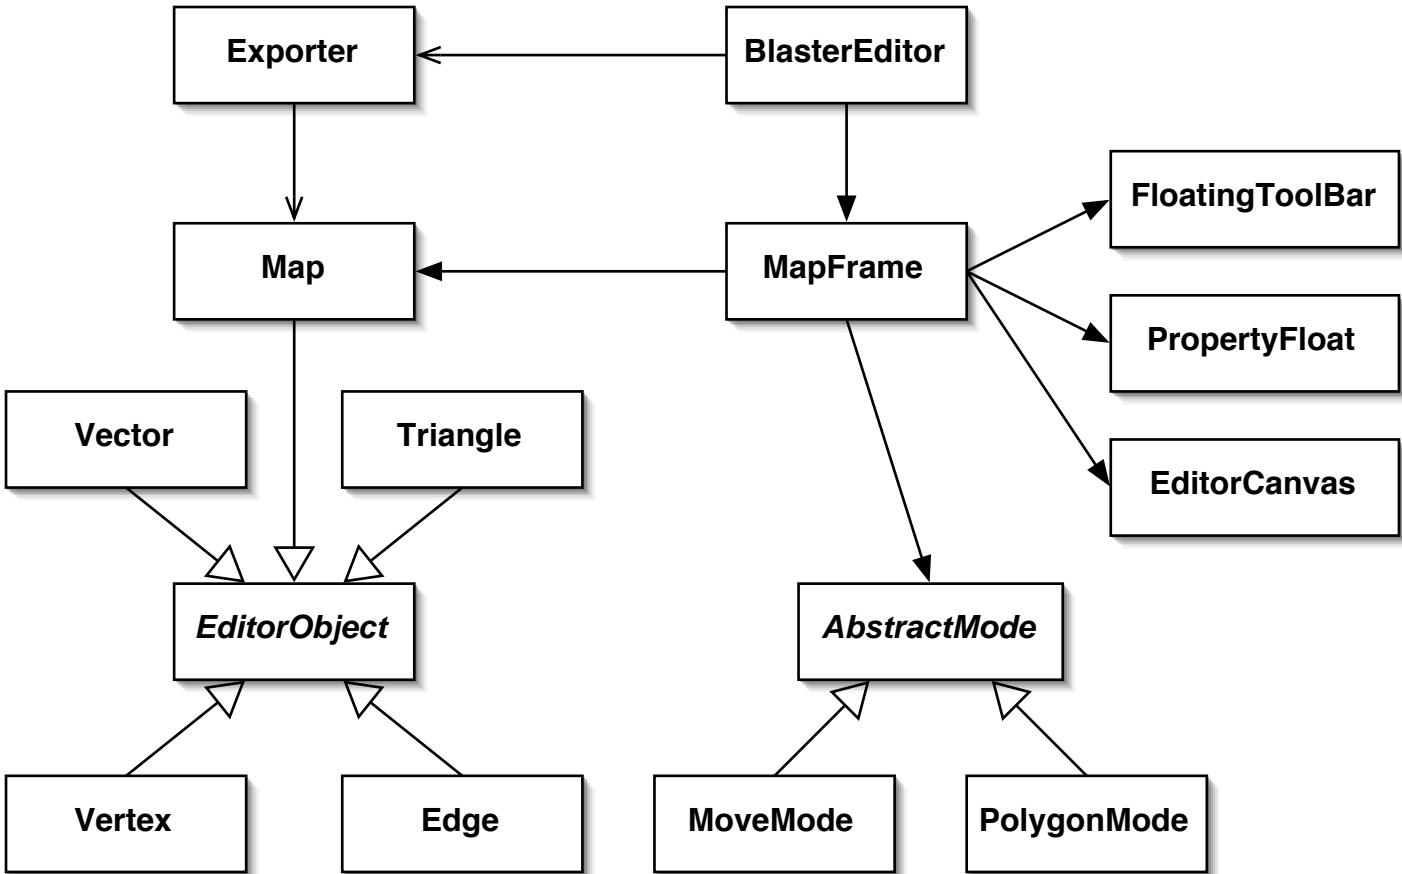 Exporter
BlasterEditor
FloatingToolBar
Map
MapFrame
PropertyFloat
Vector
Triangle
EditorCanvas
EditorObject
AbstractMode
Vertex
Edge
MoveMode
PolygonMode